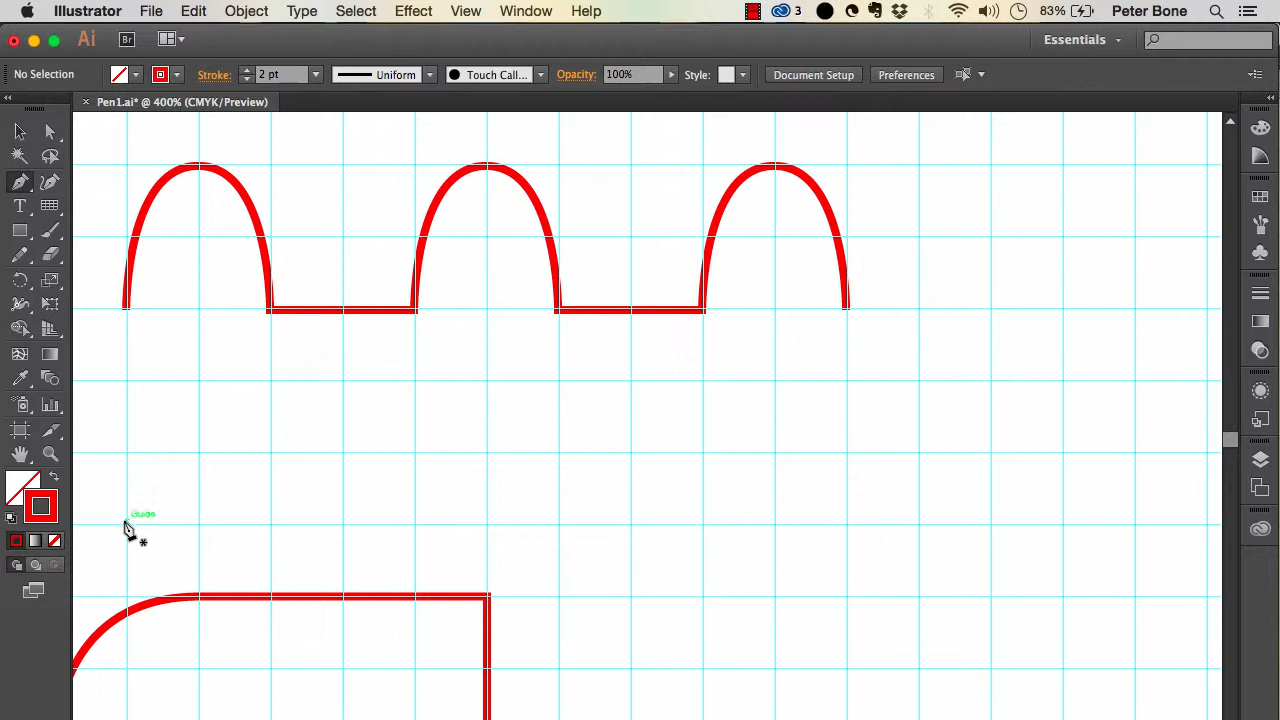 Illustrator File Edit Object Type Select Effect View Window Help 3 83% Peter Bone
Ai Br Essentials
No Selection Stroke: 2 pt Uniform Touch Call... Opacity: 100% Style: Document Setup Preferences
× Pen1.ai* @ 400% (CMYK/Preview)
T
Guide